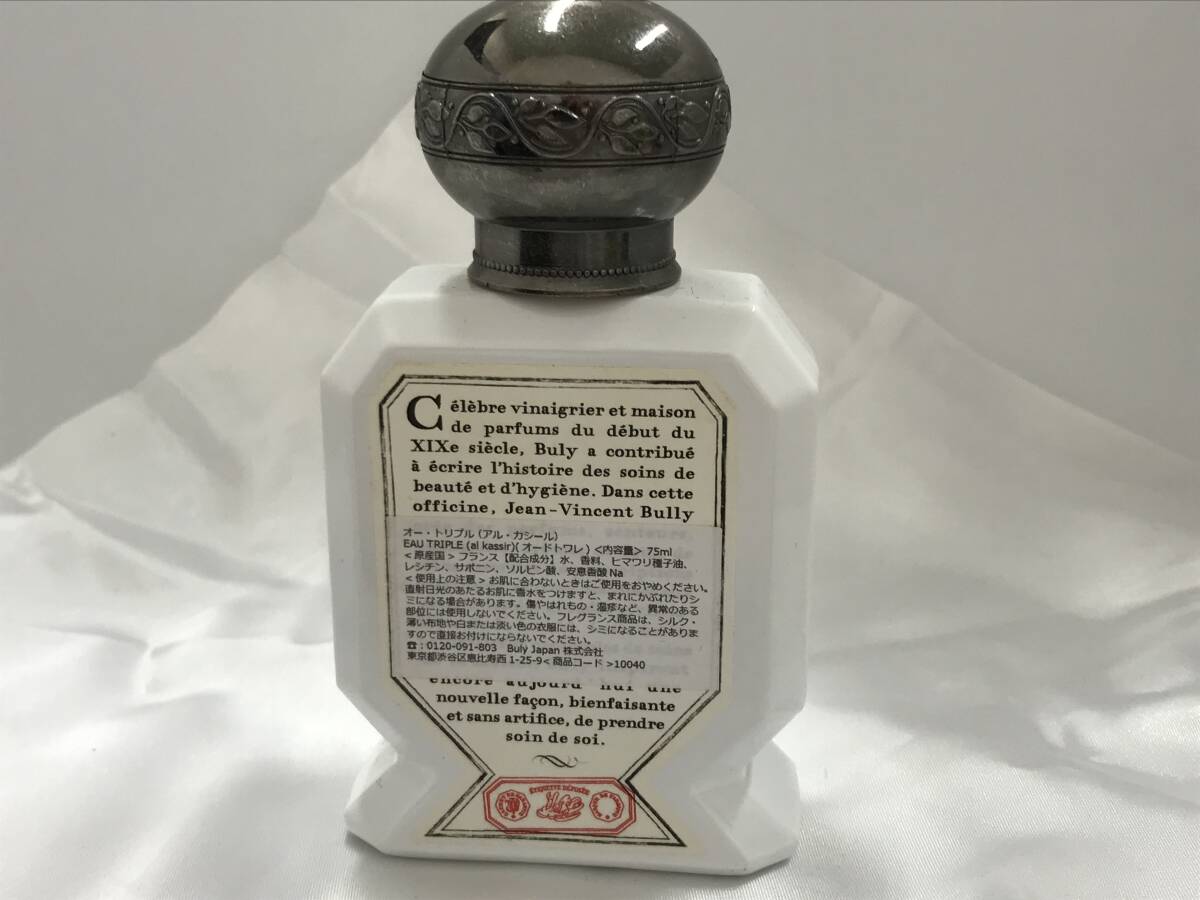 Célèbre vinaigrier et maison
de parfums du début du
XIXe siècle, Buly a contribué
à écrire l'histoire des soins de
beauté et d'hygiène. Dans cette
officine, Jean-Vincent Bully
オー・トリプル (アル・カシール)
EAU TRIPLE (al kassir)( オードトワレ ) <内容量> 75ml
< 原産国 > フランス【配合成分】水、香料、ヒマワリ種子油、
レシチン、サポニン、ソルビン酸、安息香酸 Na
< 使用上の注意 > お肌に合わないときはご使用をおやめください。
直射日光のあたるお肌に香水をつけますと、まれにかぶれたりシ
ミになる場合があります。傷やはれもの・湿疹など、異常のある
部位には使用しないでください。フレグランス商品は、シルク・
薄い布地や白または淡い色の衣服には、シミになることがありま
すので直接お付けにならないでください。
☎ : 0120-091-803 Buly Japan 株式会社
東京都渋谷区恵比寿西 1-25-9< 商品コード >10040
encore aujourd'hui une
nouvelle façon, bienfaisante
et sans artifice, de prendre
soin de soi.
ÉTIQUETTE DÉPOSÉE